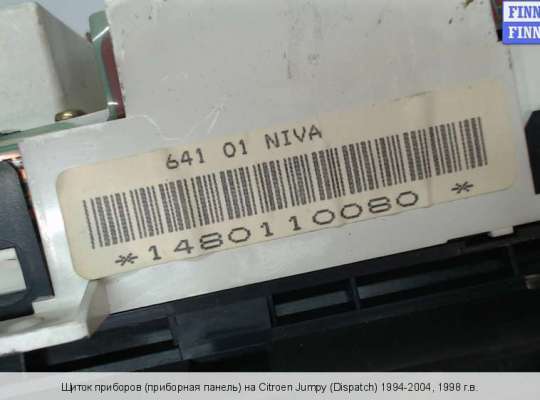 FINN
FINN
641 01 NIVA
*1480110080 *
Щиток приборов (приборная панель) на Citroen Jumpy (Dispatch) 1994-2004, 1998 г.в.